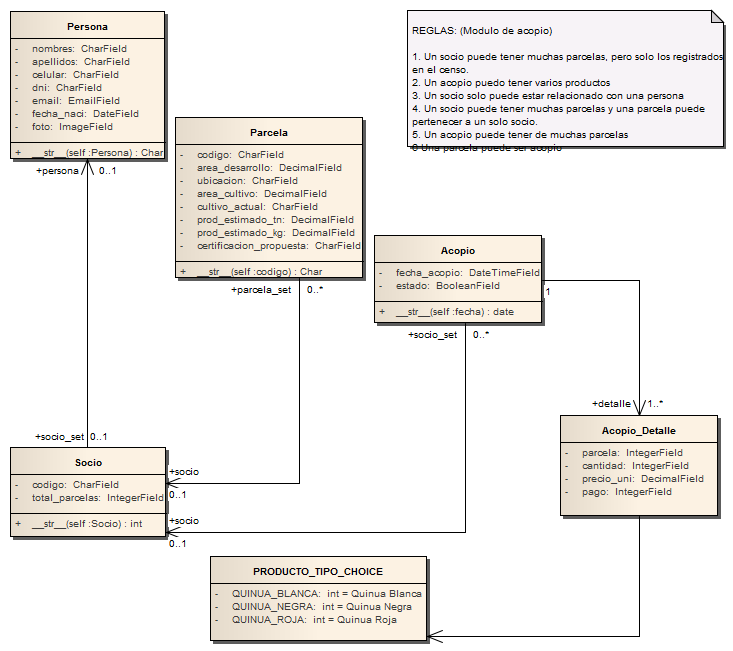 Persona
- nombres: CharField
- apellidos: CharField
- celular: CharField
- dni: CharField
- email: EmailField
- fecha_naci: DateField
- foto: ImageField
+ __str__(self :Persona) : Char
+persona 0..1
Parcela
- codigo: CharField
- area_desarrollo: DecimalField
- ubicacion: CharField
- area_cultivo: DecimalField
- cultivo_actual: CharField
- prod_estimado_tn: DecimalField
- prod_estimado_kg: DecimalField
- certificacion_propuesta: CharField
+ __str__(self :codigo) : Char
+parcela_set 0..*
REGLAS: (Modulo de acopio)
1. Un socio puede tener muchas parcelas, pero solo los registrados
en el censo.
2. Un acopio puedo tener varios productos
3. Un socio solo puede estar relacionado con una persona
4. Un socio puede tener muchas parcelas y una parcela puede
pertenecer a un solo socio.
5. Un acopio puede tener de muchas parcelas
6 Una parcela puede ser acopio
Acopio
- fecha_acopio: DateTimeField
- estado: BooleanField
+ __str__(self :fecha) : date
1
+socio_set 0..*
+detalle 1..*
Acopio_Detalle
- parcela: IntegerField
- cantidad: IntegerField
- precio_uni: DecimalField
- pago: IntegerField
+socio_set 0..1
Socio
- codigo: CharField
- total_parcelas: IntegerField
+ __str__(self :Socio) : int
+socio
0..1
+socio
0..1
PRODUCTO_TIPO_CHOICE
- QUINUA_BLANCA: int = Quinua Blanca
- QUINUA_NEGRA: int = Quinua Negra
- QUINUA_ROJA: int = Quinua Roja